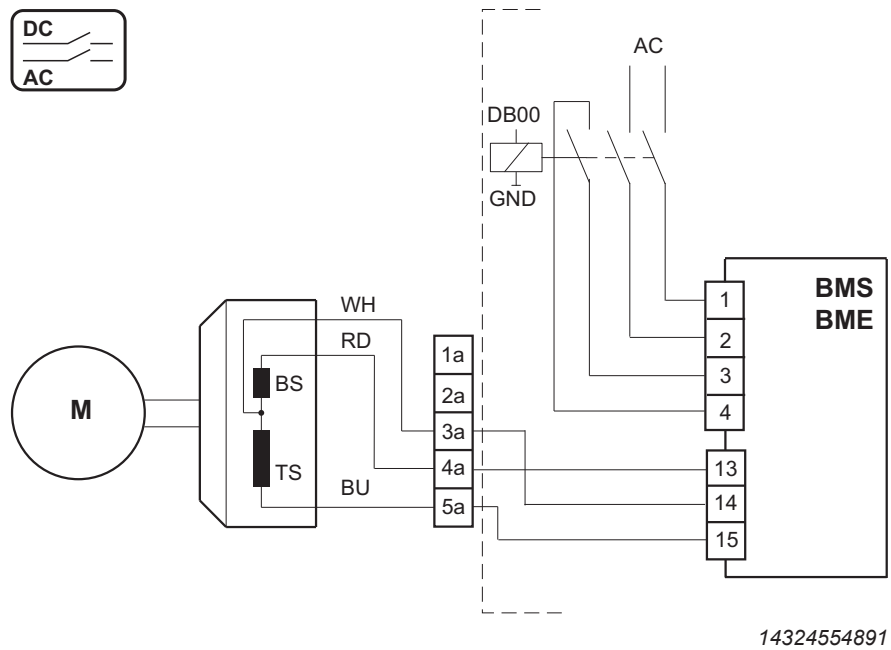 DC
AC
AC
DB00
GND
BMS
BME
1
2
3
4
WH
RD
BS
TS
BU
M
1a
2a
3a
4a
5a
13
14
15
14324554891